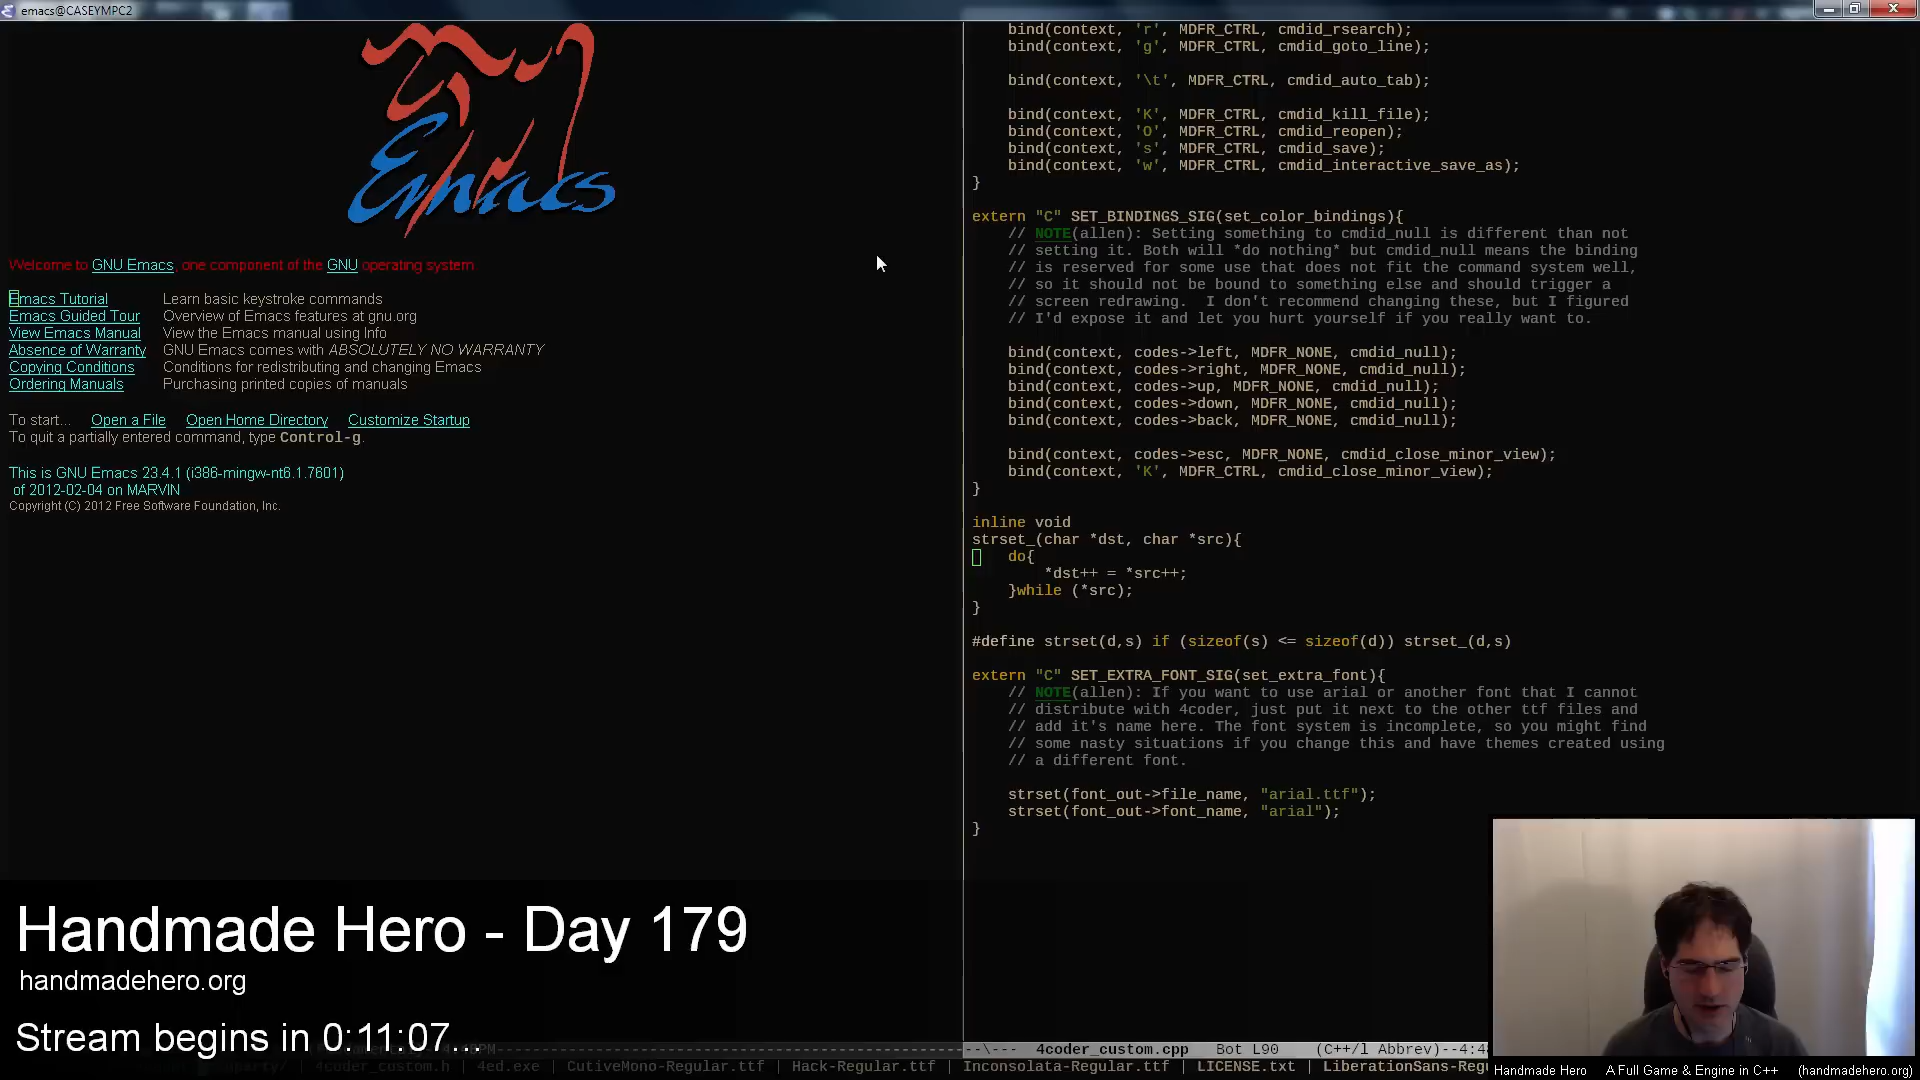 emacs@CASEYMPC2
Emacs
Welcome to GNU Emacs, one component of the GNU operating system.
Emacs Tutorial Learn basic keystroke commands
Emacs Guided Tour Overview of Emacs features at gnu.org
View Emacs Manual View the Emacs manual using Info
Absence of Warranty GNU Emacs comes with ABSOLUTELY NO WARRANTY
Copying Conditions Conditions for redistributing and changing Emacs
Ordering Manuals Purchasing printed copies of manuals
To start... Open a File Open Home Directory Customize Startup
To quit a partially entered command, type Control-g.
This is GNU Emacs 23.4.1 (i386-mingw-nt6.1.7601)
of 2012-02-04 on MARVIN
Copyright (C) 2012 Free Software Foundation, Inc.
bind(context, 'r', MDFR_CTRL, cmdid_rsearch);
bind(context, 'g', MDFR_CTRL, cmdid_goto_line);
bind(context, '\t', MDFR_CTRL, cmdid_auto_tab);
bind(context, 'K', MDFR_CTRL, cmdid_kill_file);
bind(context, 'O', MDFR_CTRL, cmdid_reopen);
bind(context, 's', MDFR_CTRL, cmdid_save);
bind(context, 'w', MDFR_CTRL, cmdid_interactive_save_as);
}
extern "C" SET_BINDINGS_SIG(set_color_bindings){
// NOTE(allen): Setting something to cmdid_null is different than not
// setting it. Both will *do nothing* but cmdid_null means the binding
// is reserved for some use that does not fit the command system well,
// so it should not be bound to something else and should trigger a
// screen redrawing. I don't recommend changing these, but I figured
// I'd expose it and let you hurt yourself if you really want to.
bind(context, codes->left, MDFR_NONE, cmdid_null);
bind(context, codes->right, MDFR_NONE, cmdid_null);
bind(context, codes->up, MDFR_NONE, cmdid_null);
bind(context, codes->down, MDFR_NONE, cmdid_null);
bind(context, codes->back, MDFR_NONE, cmdid_null);
bind(context, codes->esc, MDFR_NONE, cmdid_close_minor_view);
bind(context, 'K', MDFR_CTRL, cmdid_close_minor_view);
}
inline void
strset_(char *dst, char *src){
do{
*dst++ = *src++;
}while (*src);
}
#define strset(d,s) if (sizeof(s) <= sizeof(d)) strset_(d,s)
extern "C" SET_EXTRA_FONT_SIG(set_extra_font){
// NOTE(allen): If you want to use arial or another font that I cannot
// distribute with 4coder, just put it next to the other ttf files and
// add it's name here. The font system is incomplete, so you might find
// some nasty situations if you change this and have themes created using
// a different font.
strset(font_out->file_name, "arial.ttf");
strset(font_out->font_name, "arial");
}
Handmade Hero - Day 179
handmadehero.org
Stream begins in 0:11:07...
--\--- 4coder_custom.cpp Bot L90 (C++/l Abbrev)--4:4
4coder_custom.h | 4ed.exe | CutiveMono-Regular.ttf | Hack-Regular.ttf | Inconsolata-Regular.ttf | LICENSE.txt | LiberationSans-Regu
Handmade Hero A Full Game & Engine in C++ (handmadehero.org)